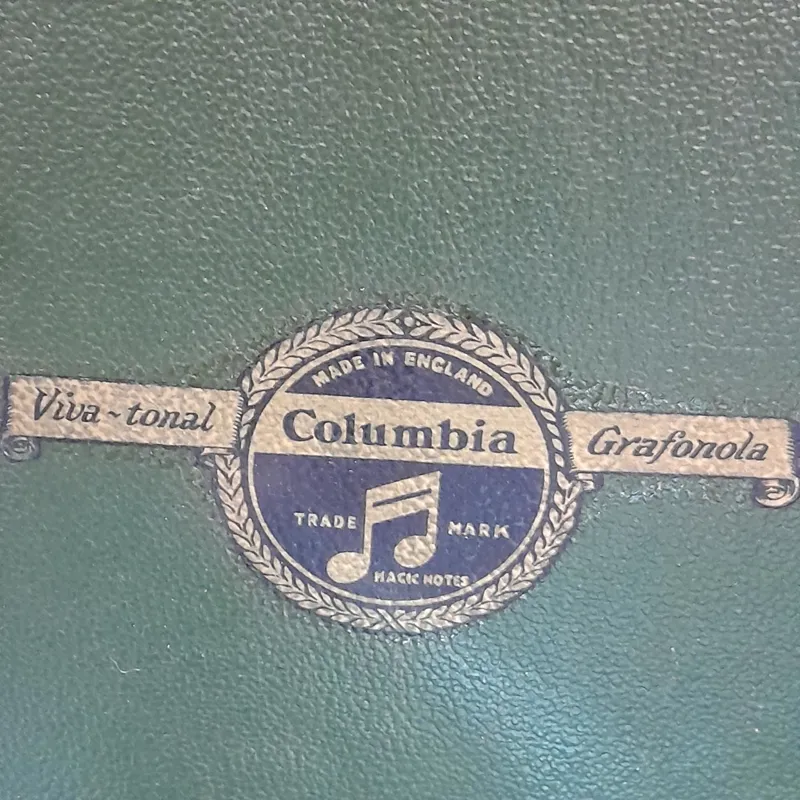 MADE IN ENGLAND
Viva-tonal
Columbia
Grafonola
TRADE MARK
MAGIC NOTES